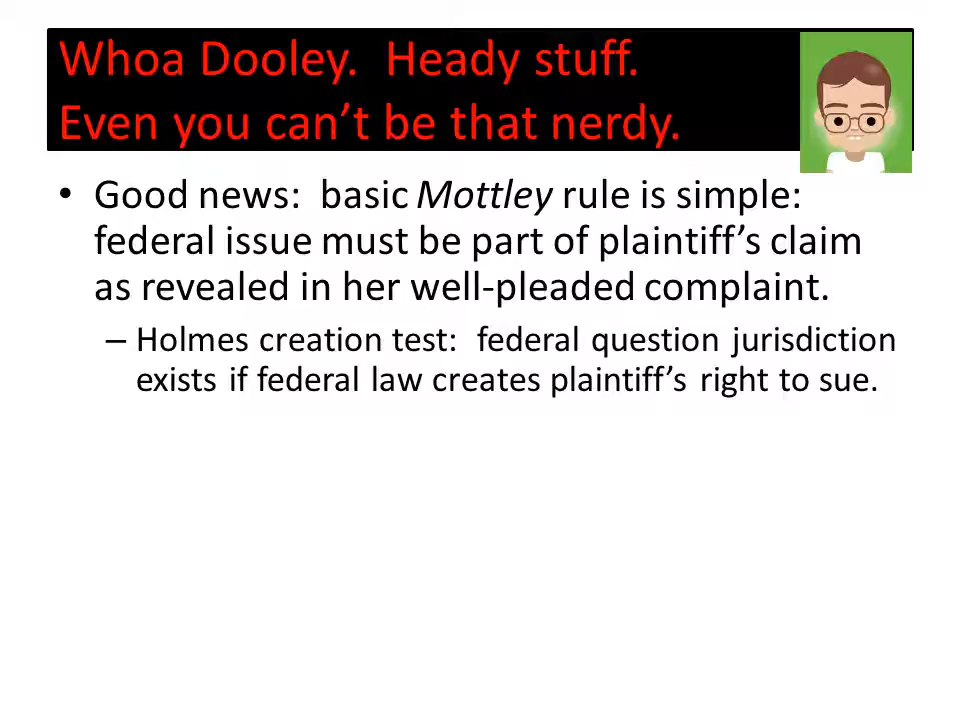 Whoa Dooley.  Heady stuff.
Even you can’t be that nerdy.
• Good news:  basic Mottley rule is simple:
federal issue must be part of plaintiff’s claim
as revealed in her well-pleaded complaint.
– Holmes creation test:  federal question jurisdiction
exists if federal law creates plaintiff’s right to sue.